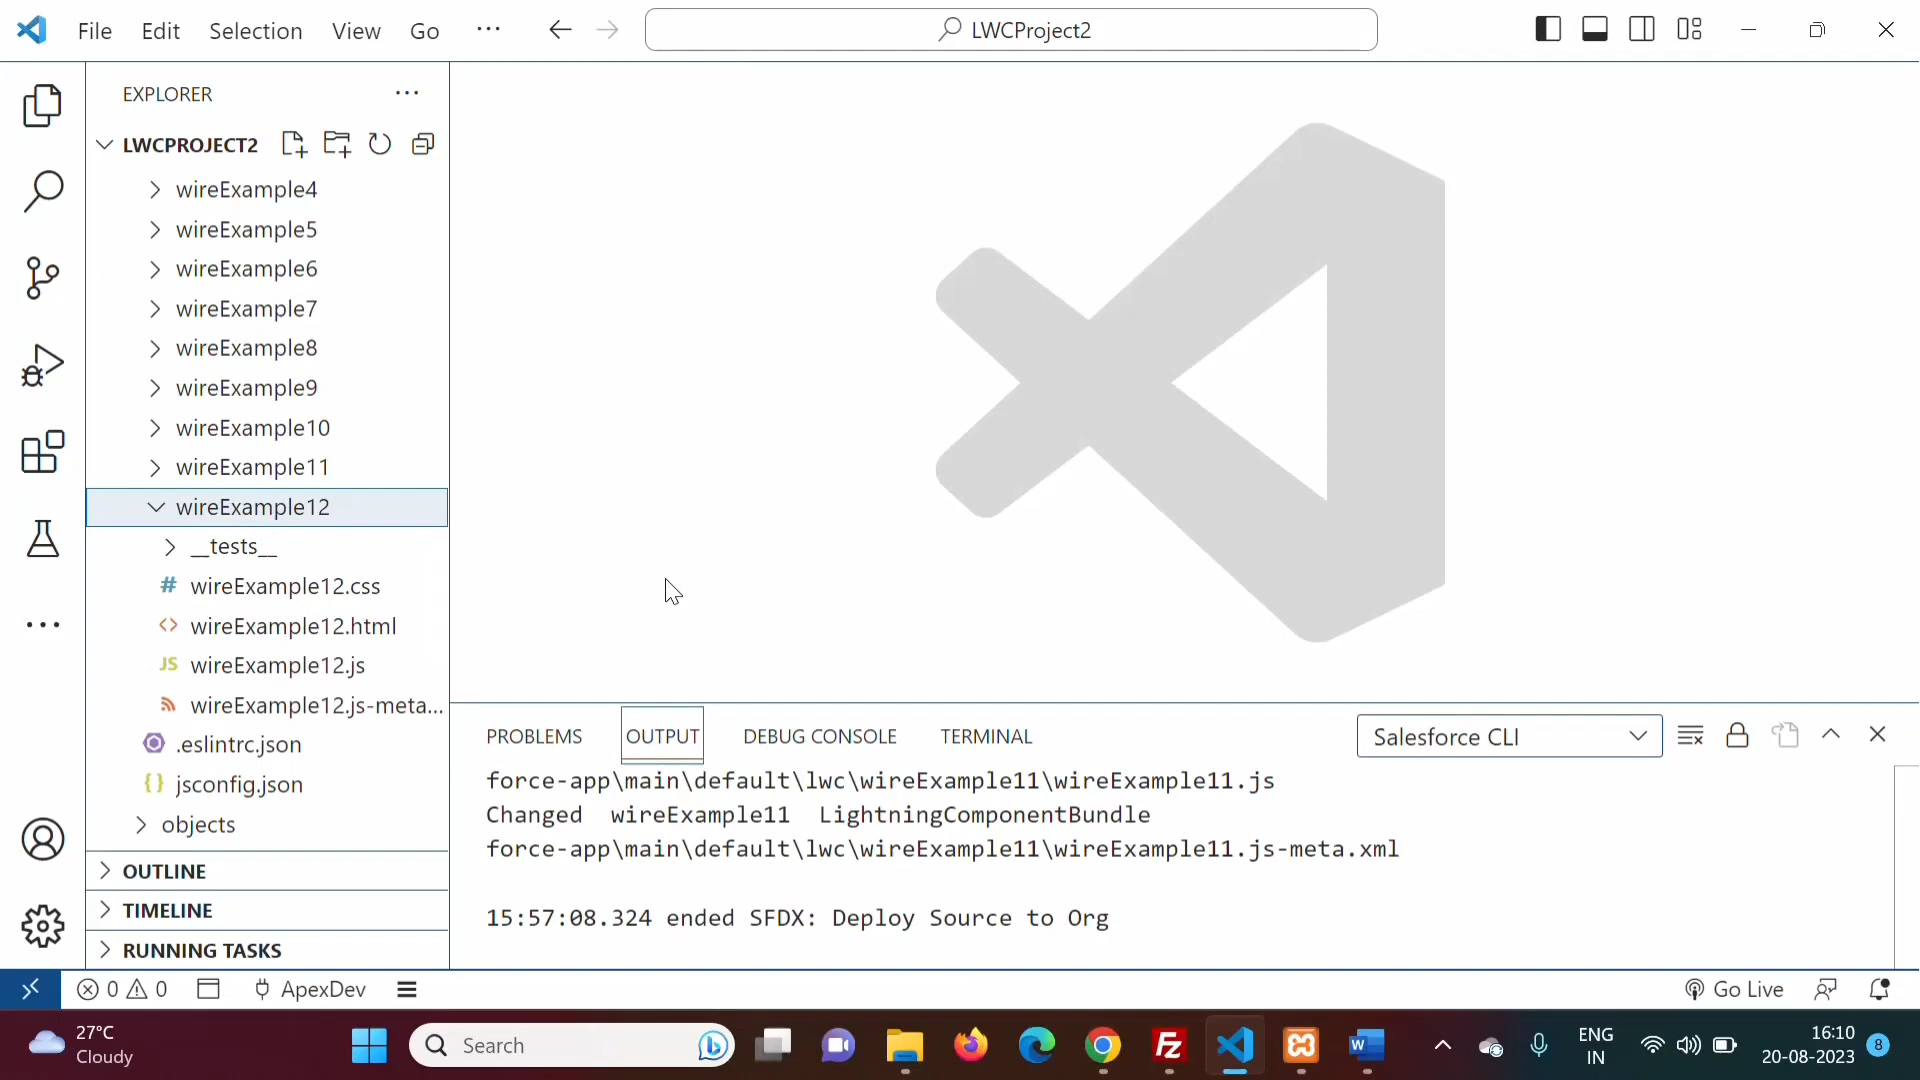 File Edit Selection View Go ···
LWCProject2
EXPLORER
LWCPROJECT2
wireExample4
wireExample5
wireExample6
wireExample7
wireExample8
wireExample9
wireExample10
wireExample11
wireExample12
__tests__
# wireExample12.css
<> wireExample12.html
JS wireExample12.js
wireExample12.js-meta...
.eslintrc.json
{} jsconfig.json
objects
OUTLINE
TIMELINE
RUNNING TASKS
PROBLEMS OUTPUT DEBUG CONSOLE TERMINAL
Salesforce CLI
force-app\main\default\lwc\wireExample11\wireExample11.js
Changed wireExample11 LightningComponentBundle
force-app\main\default\lwc\wireExample11\wireExample11.js-meta.xml
15:57:08.324 ended SFDX: Deploy Source to Org
0 0 ApexDev
Go Live
27°C
Cloudy
Search
Fz
W
ENG
IN
16:10
20-08-2023
8